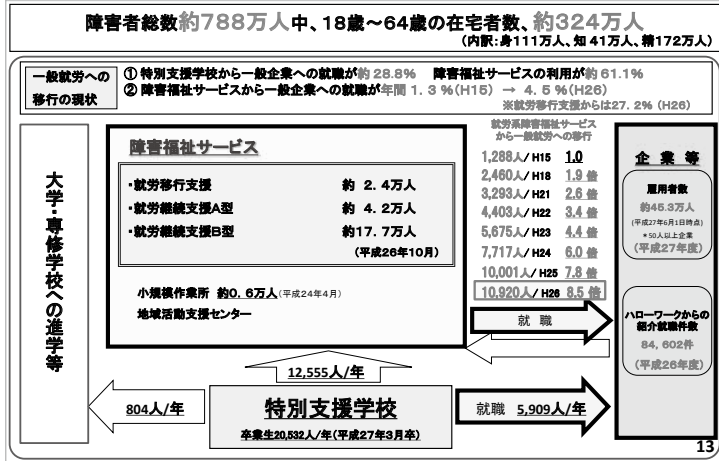 障害者総数約788万人中、18歳～64歳の在宅者数、約324万人
(内訳:身111万人、知 41万人、精172万人)
一般就労への
移行の現状
① 特別支援学校から一般企業への就職が約 28.8% 障害福祉サービスの利用が約 61.1%
② 障害福祉サービスから一般企業への就職が年間 1. 3 %(H15) → 4. 5 %(H26)
※就労移行支援からは27. 2% (H26)
大学・専修学校への進学等
障害福祉サービス
・就労移行支援 約 2. 4万人
・就労継続支援A型 約 4. 2万人
・就労継続支援B型 約17. 7万人
(平成26年10月)
小規模作業所 約0. 6万人(平成24年4月)
地域活動支援センター
就労系障害福祉サービス
から一般就労への移行
1,288人/ H15 1.0
2,460人/ H18 1.9 倍
3,293人/ H21 2.6 倍
4,403人/ H22 3.4 倍
5,675人/ H23 4.4 倍
7,717人/ H24 6.0 倍
10,001人/ H25 7.8 倍
10,920人/ H26 8.5 倍
就 職
企 業 等
雇用者数
約45.3万人
(平成27年6月1日時点)
*50人以上企業
(平成27年度)
ハローワークからの
紹介就職件数
84, 602件
(平成26年度)
12,555人/年
804人/年
特別支援学校
卒業生20,532人/年(平成27年3月卒)
就職 5,909人/年
13